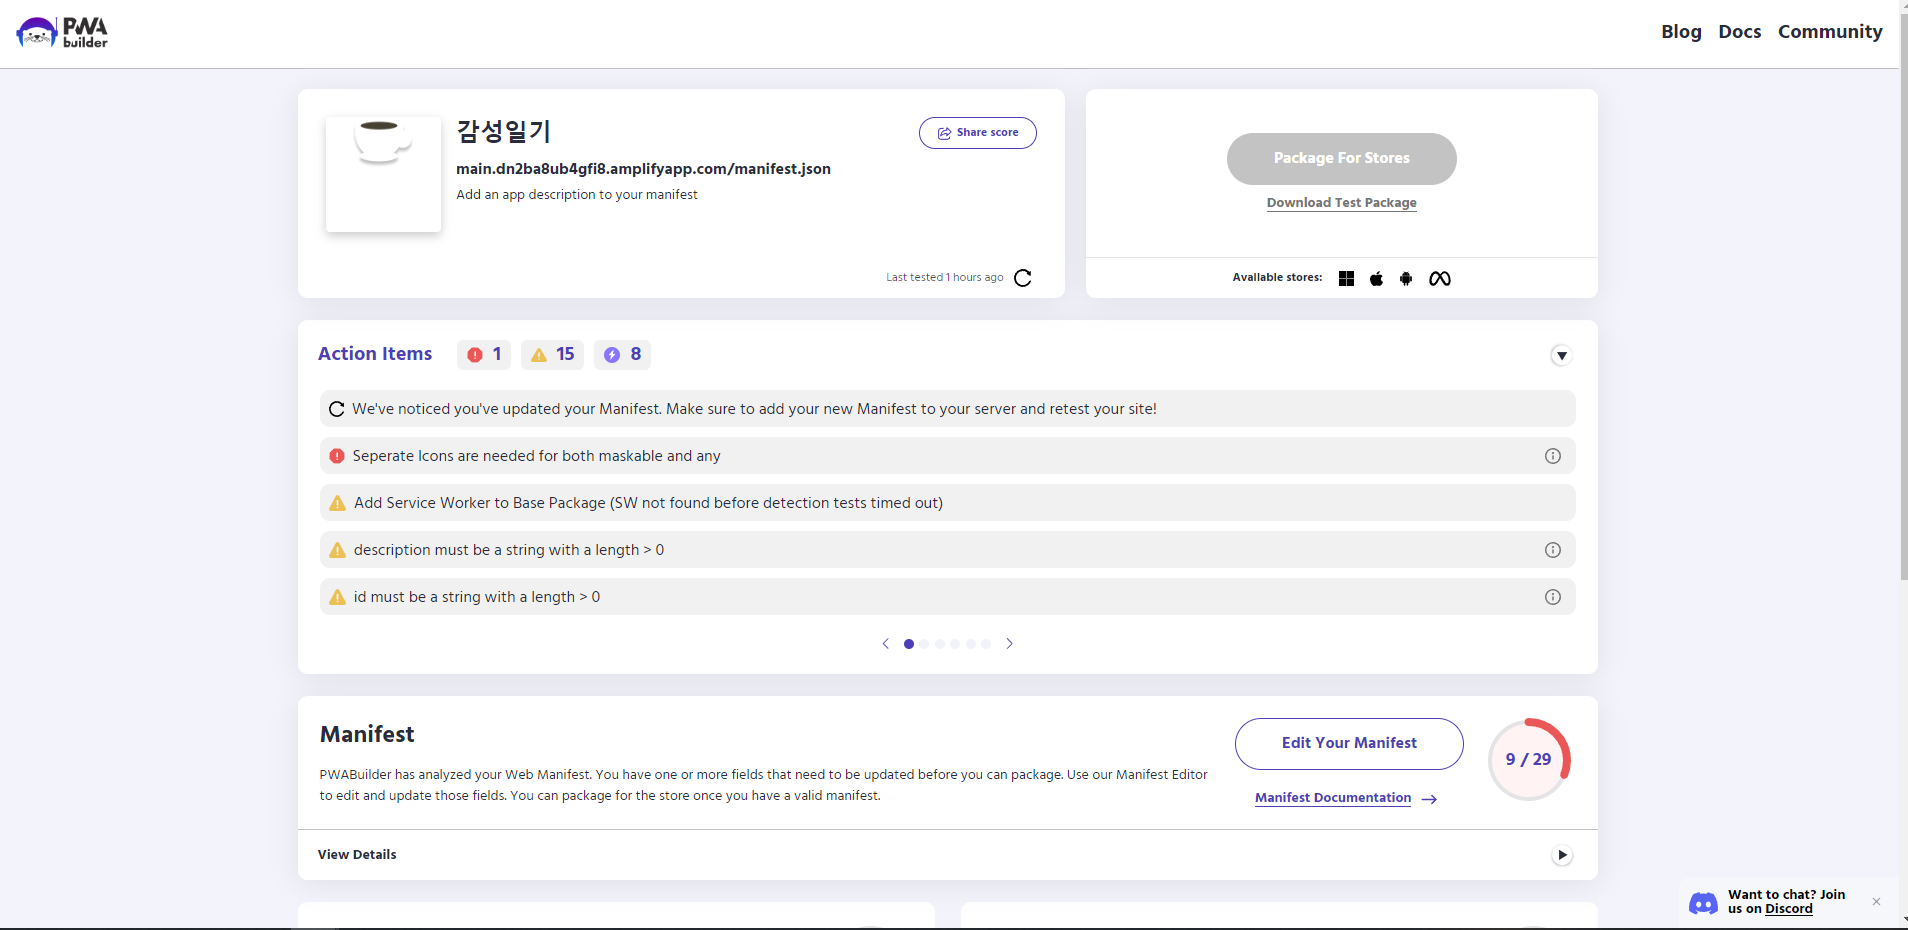 PWA
builder
Blog Docs Community
감성일기
Share score
main.dn2ba8ub4gfi8.amplifyapp.com/manifest.json
Add an app description to your manifest
Last tested 1 hours ago
Package For Stores
Download Test Package
Available stores:
Action Items 1 15 8
We've noticed you've updated your Manifest. Make sure to add your new Manifest to your server and retest your site!
Seperate Icons are needed for both maskable and any
Add Service Worker to Base Package (SW not found before detection tests timed out)
description must be a string with a length > 0
id must be a string with a length > 0
Manifest
PWABuilder has analyzed your Web Manifest. You have one or more fields that need to be updated before you can package. Use our Manifest Editor
to edit and update those fields. You can package for the store once you have a valid manifest.
Edit Your Manifest
Manifest Documentation
9 / 29
View Details
Want to chat? Join
us on Discord